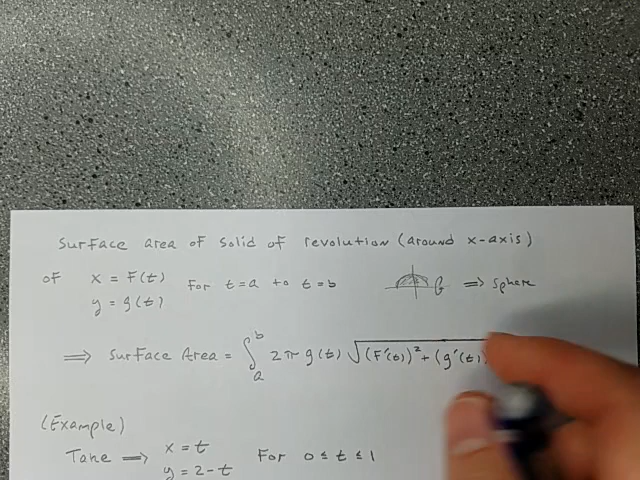 Surface area of solid of revolution (around x-axis)
of x = f(t) for t=a to t=b ⟹ sphere
y = g(t)
⟹ Surface Area = ∫_a^b 2π g(t) √((f'(t))² + (g'(t)
(Example)
Take ⟹ x = t For 0 ≤ t ≤ 1
y = 2-t